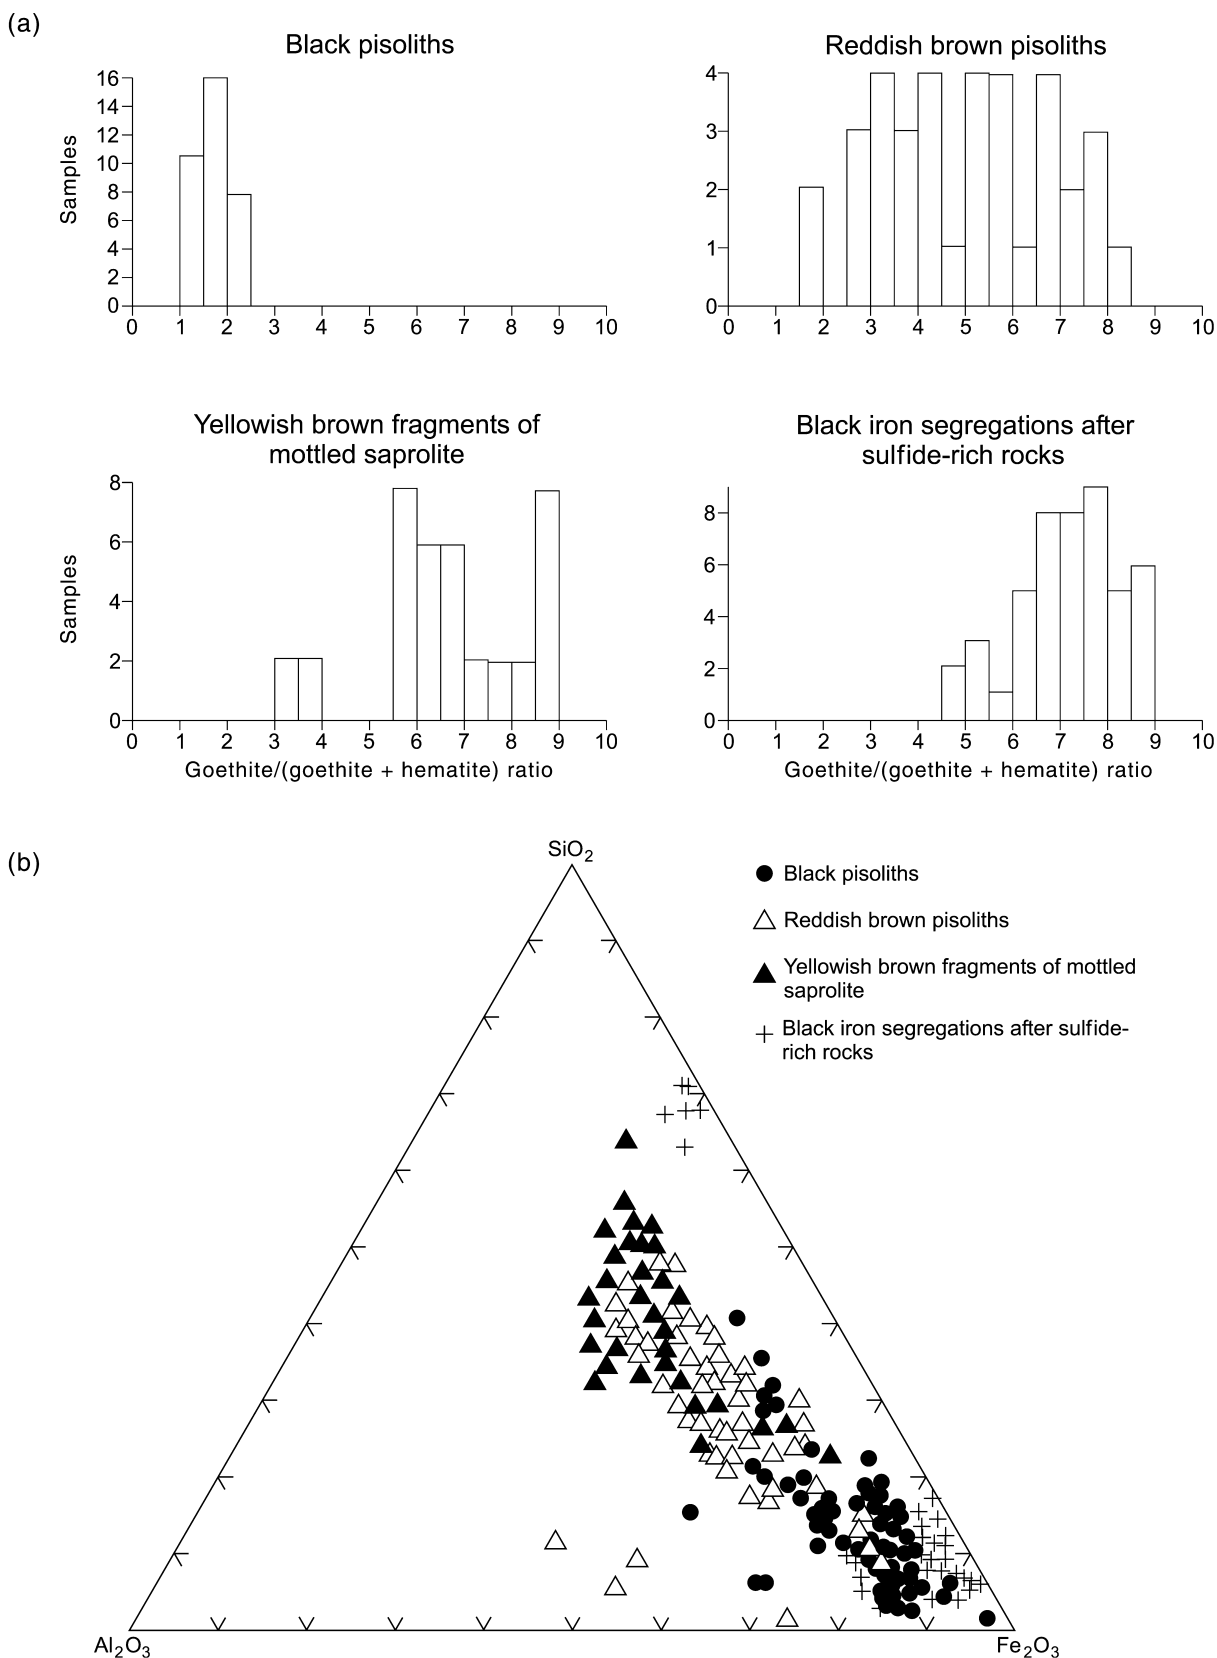 (a)
Black pisoliths
16
14
12
10
8
6
4
2
0
Samples
0 1 2 3 4 5 6 7 8 9 10
Reddish brown pisoliths
4
3
2
1
0
0 1 2 3 4 5 6 7 8 9 10
Yellowish brown fragments of
mottled saprolite
8
6
4
2
0
Samples
0 1 2 3 4 5 6 7 8 9 10
Goethite/(goethite + hematite) ratio
Black iron segregations after
sulfide-rich rocks
8
6
4
2
0
0 1 2 3 4 5 6 7 8 9 10
Goethite/(goethite + hematite) ratio
(b)
SiO₂
Black pisoliths
Reddish brown pisoliths
Yellowish brown fragments of mottled
saprolite
Black iron segregations after sulfide-
rich rocks
Al₂O₃
Fe₂O₃